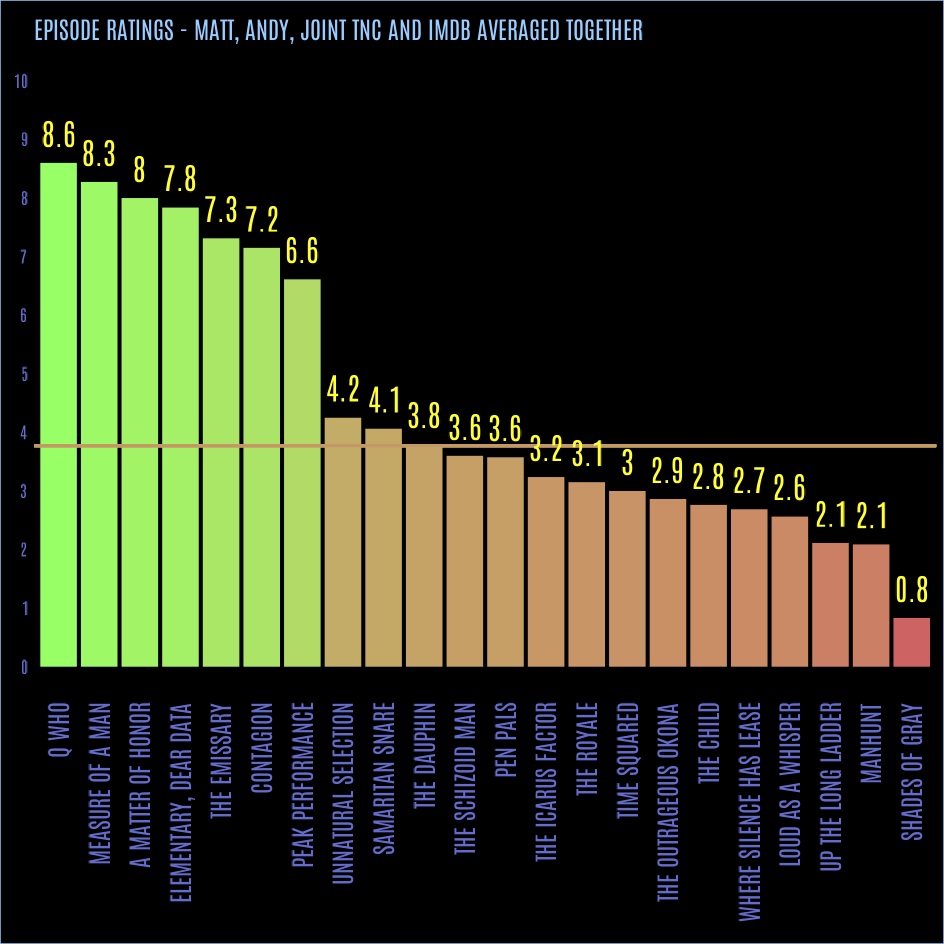 EPISODE RATINGS - MATT, ANDY, JOINT TNC AND IMDB AVERAGED TOGETHER
10
9
8
7
6
5
4
3
2
1
0
8.6
8.3
8
7.8
7.3
7.2
6.6
4.2
4.1
3.8
3.6
3.6
3.2
3.1
3
2.9
2.8
2.7
2.6
2.1
2.1
0.8
Q WHO
MEASURE OF A MAN
A MATTER OF HONOR
ELEMENTARY, DEAR DATA
THE EMISSARY
CONTAGION
PEAK PERFORMANCE
UNNATURAL SELECTION
SAMARITAN SNARE
THE DAUPHIN
THE SCHIZOID MAN
PEN PALS
THE ICARUS FACTOR
THE ROYALE
TIME SQUARED
THE OUTRAGEOUS OKONA
THE CHILD
WHERE SILENCE HAS LEASE
LOUD AS A WHISPER
UP THE LONG LADDER
MANHUNT
SHADES OF GRAY